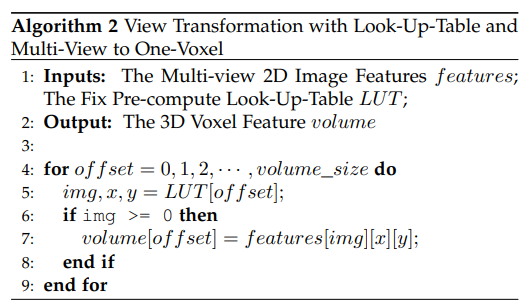 Algorithm 2 View Transformation with Look-Up-Table and
Multi-View to One-Voxel
1: Inputs: The Multi-view 2D Image Features features;
The Fix Pre-compute Look-Up-Table LUT;
2: Output: The 3D Voxel Feature volume
3:
4: for offset = 0, 1, 2, ⋯ , volume_size do
5: img, x, y = LUT[offset];
6: if img >= 0 then
7: volume[offset] = features[img][x][y];
8: end if
9: end for